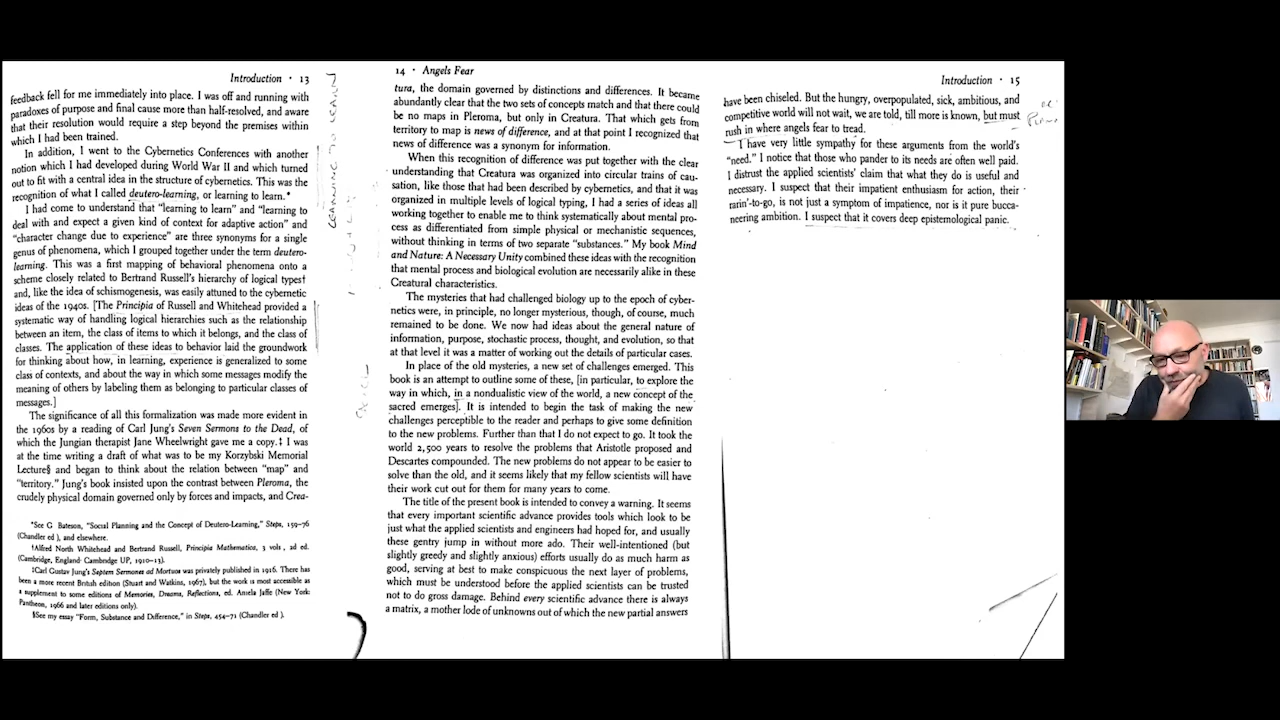 Introduction · 13
feedback fell for me immediately into place. I was off and running with
paradoxes of purpose and final cause more than half-resolved, and aware
that their resolution would require a step beyond the premises within
which I had been trained.
In addition, I went to the Cybernetics Conferences with another
notion which I had developed during World War II and which turned
out to fit with a central idea in the structure of cybernetics. This was the
recognition of what I called deutero-learning, or learning to learn.*
I had come to understand that "learning to learn" and "learning to
deal with and expect a given kind of context for adaptive action" and
"character change due to experience" are three synonyms for a single
genus of phenomena, which I grouped together under the term deutero-
learning. This was a first mapping of behavioral phenomena onto a
scheme closely related to Bertrand Russell's hierarchy of logical types†
and, like the idea of schismogenesis, was easily attuned to the cybernetic
ideas of the 1940s. [The Principia of Russell and Whitehead provided a
systematic way of handling logical hierarchies such as the relationship
between an item, the class of items to which it belongs, and the class of
classes. The application of these ideas to behavior laid the groundwork
for thinking about how, in learning, experience is generalized to some
class of contexts, and about the way in which some messages modify the
meaning of others by labeling them as belonging to particular classes of
messages.]
The significance of all this formalization was made more evident in
the 1960s by a reading of Carl Jung's Seven Sermons to the Dead, of
which the Jungian therapist Jane Wheelwright gave me a copy.‡ I was
at the time writing a draft of what was to be my Korzybski Memorial
Lecture§ and began to think about the relation between "map" and
"territory." Jung's book insisted upon the contrast between Pleroma, the
crudely physical domain governed only by forces and impacts, and Crea-
*See G Bateson, "Social Planning and the Concept of Deutero-Learning," Steps, 159–76
(Chandler ed ), and elsewhere.
†Alfred North Whitehead and Bertrand Russell, Principia Mathematica, 3 vols , 2d ed.
(Cambridge, England· Cambridge UP, 1910–13).
‡Carl Gustav Jung's Septem Sermones ad Mortuos was privately published in 1916. There has
been a more recent British edition (Stuart and Watkins, 1967), but the work is most accessible as
a supplement to some editions of Memories, Dreams, Reflections, ed. Aniela Jaffe (New York:
Pantheon, 1966 and later editions only).
§See my essay "Form, Substance and Difference," in Steps, 454–71 (Chandler ed ).
LEARNING TO LEARN
14 · Angels Fear
tura, the domain governed by distinctions and differences. It became
abundantly clear that the two sets of concepts match and that there could
be no maps in Pleroma, but only in Creatura. That which gets from
territory to map is news of difference, and at that point I recognized that
news of difference was a synonym for information.
When this recognition of difference was put together with the clear
understanding that Creatura was organized into circular trains of cau-
sation, like those that had been described by cybernetics, and that it was
organized in multiple levels of logical typing, I had a series of ideas all
working together to enable me to think systematically about mental pro-
cess as differentiated from simple physical or mechanistic sequences,
without thinking in terms of two separate "substances." My book Mind
and Nature: A Necessary Unity combined these ideas with the recognition
that mental process and biological evolution are necessarily alike in these
Creatural characteristics.
The mysteries that had challenged biology up to the epoch of cyber-
netics were, in principle, no longer mysterious, though, of course, much
remained to be done. We now had ideas about the general nature of
information, purpose, stochastic process, thought, and evolution, so that
at that level it was a matter of working out the details of particular cases.
In place of the old mysteries, a new set of challenges emerged. This
book is an attempt to outline some of these, [in particular, to explore the
way in which, in a nondualistic view of the world, a new concept of the
sacred emerges]. It is intended to begin the task of making the new
challenges perceptible to the reader and perhaps to give some definition
to the new problems. Further than that I do not expect to go. It took the
world 2,500 years to resolve the problems that Aristotle proposed and
Descartes compounded. The new problems do not appear to be easier to
solve than the old, and it seems likely that my fellow scientists will have
their work cut out for them for many years to come.
The title of the present book is intended to convey a warning. It seems
that every important scientific advance provides tools which look to be
just what the applied scientists and engineers had hoped for, and usually
these gentry jump in without more ado. Their well-intentioned (but
slightly greedy and slightly anxious) efforts usually do as much harm as
good, serving at best to make conspicuous the next layer of problems,
which must be understood before the applied scientists can be trusted
not to do gross damage. Behind every scientific advance there is always
a matrix, a mother lode of unknowns out of which the new partial answers
Introduction · 15
have been chiseled. But the hungry, overpopulated, sick, ambitious, and
competitive world will not wait, we are told, till more is known, but must
rush in where angels fear to tread.
I have very little sympathy for these arguments from the world's
"need." I notice that those who pander to its needs are often well paid.
I distrust the applied scientists' claim that what they do is useful and
necessary. I suspect that their impatient enthusiasm for action, their
rarin'-to-go, is not just a symptom of impatience, nor is it pure bucca-
neering ambition. I suspect that it covers deep epistemological panic.